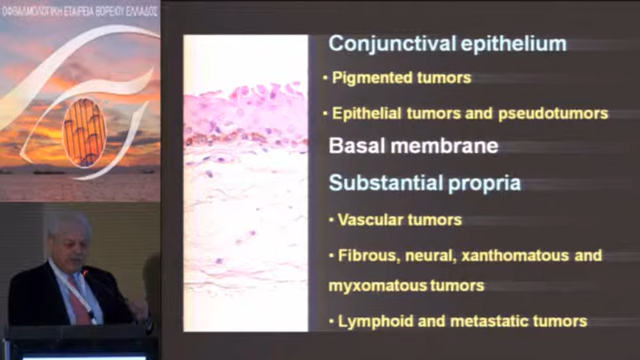 ΟΦΘΑΛΜΟΛΟΓΙΚΗ ΕΤΑΙΡΕΙΑ ΒΟΡΕΙΟΥ ΕΛΛΑΔΟΣ
Conjunctival epithelium
• Pigmented tumors
• Epithelial tumors and pseudotumors
Basal membrane
Substantial propria
• Vascular tumors
• Fibrous, neural, xanthomatous and
myxomatous tumors
• Lymphoid and metastatic tumors